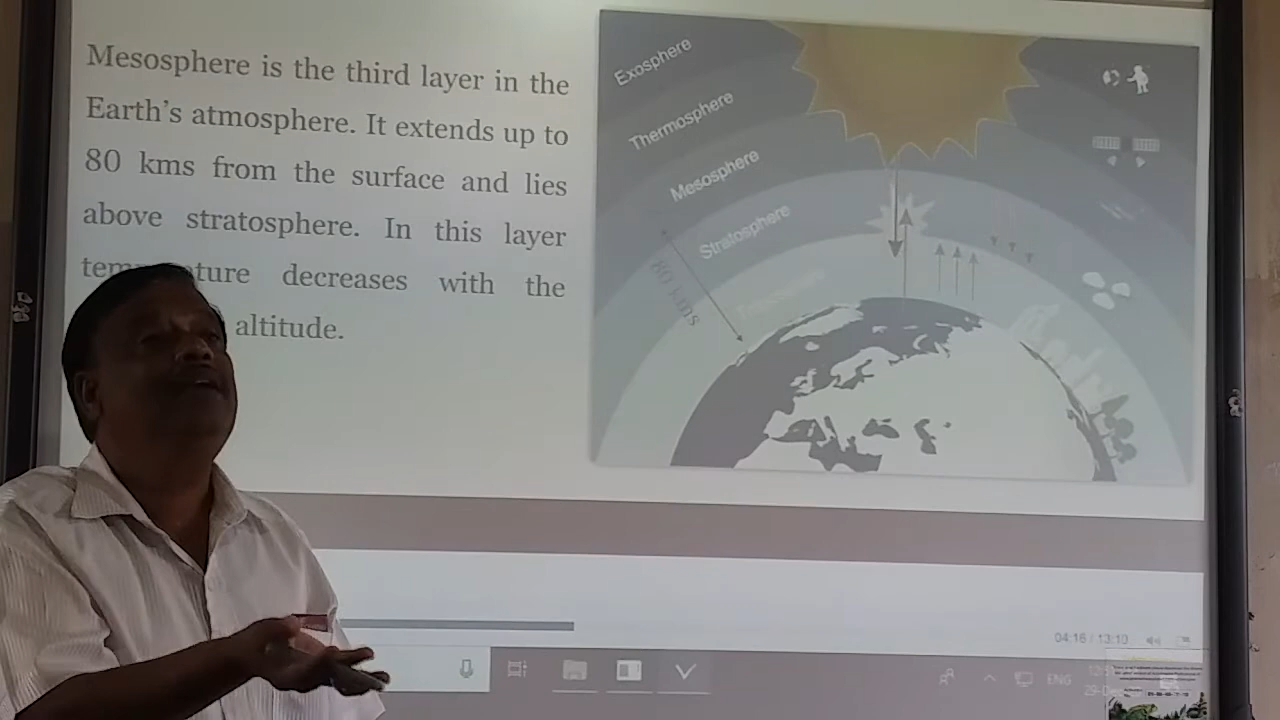 Mesosphere is the third layer in the
Earth's atmosphere. It extends up to
80 kms from the surface and lies
above stratosphere. In this layer
decreases with the
altitude.
Exosphere
Thermosphere
Mesosphere
Stratosphere
80 kms
04:16 / 13:10
ENG